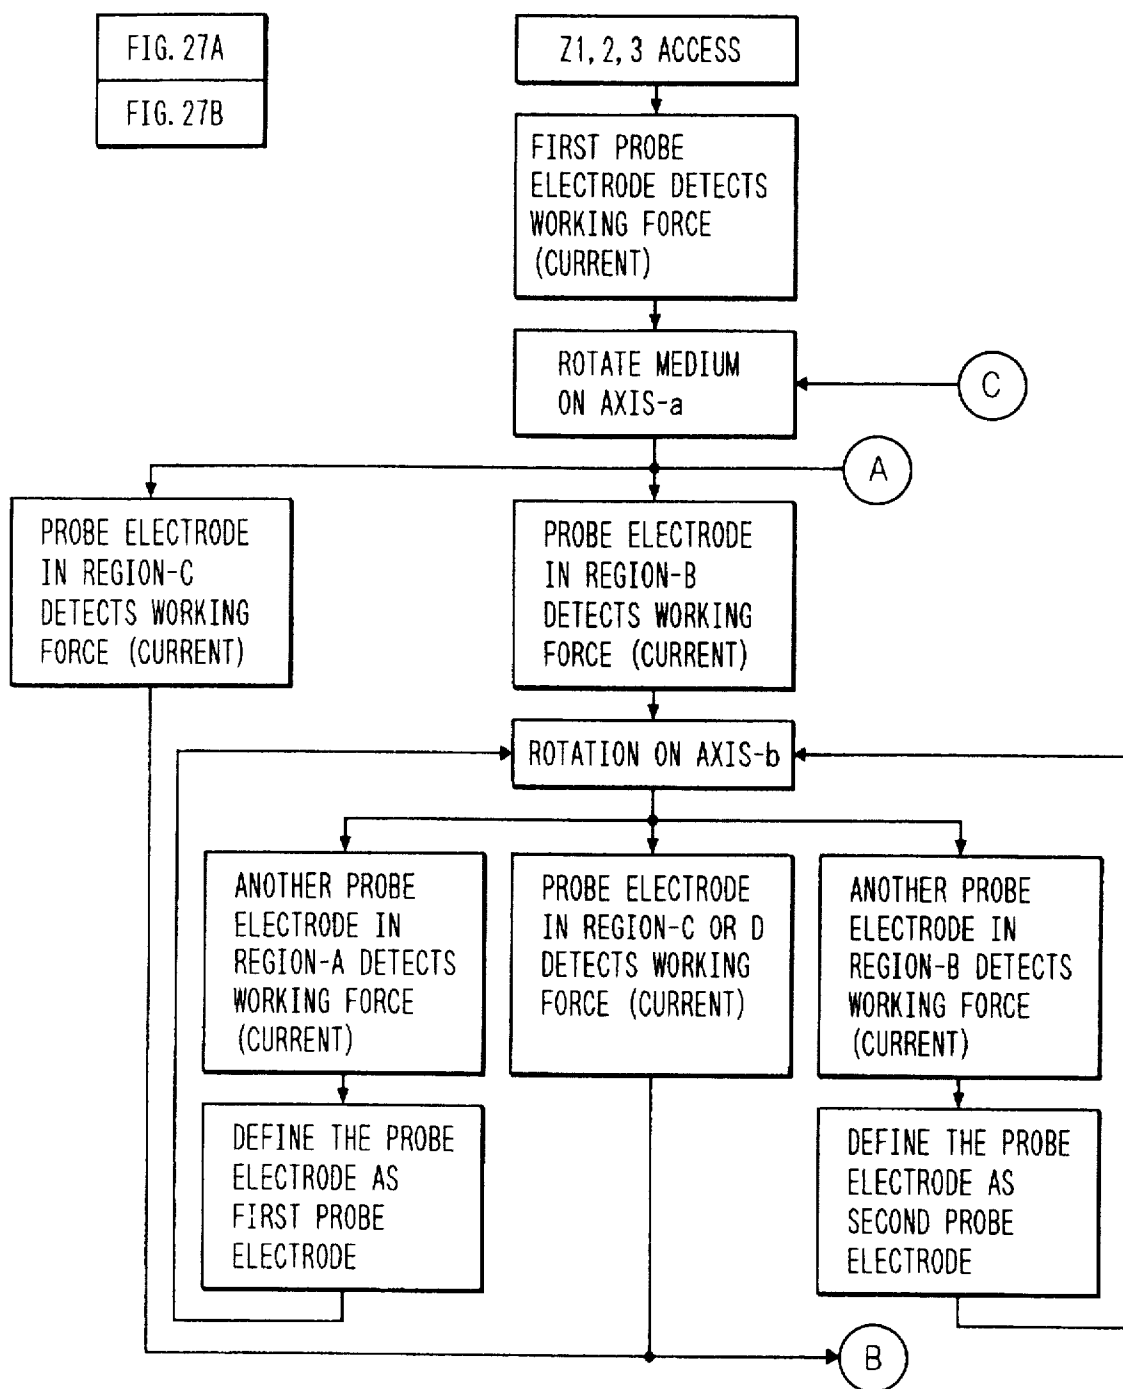 FIG. 27A
FIG. 27B
Z1, 2, 3 ACCESS
FIRST PROBE
ELECTRODE DETECTS
WORKING FORCE
(CURRENT)
ROTATE MEDIUM
ON AXIS-a
C
A
PROBE ELECTRODE
IN REGION-C
DETECTS WORKING
FORCE (CURRENT)
PROBE ELECTRODE
IN REGION-B
DETECTS WORKING
FORCE (CURRENT)
ROTATION ON AXIS-b
ANOTHER PROBE
ELECTRODE IN
REGION-A DETECTS
WORKING FORCE
(CURRENT)
PROBE ELECTRODE
IN REGION-C OR D
DETECTS WORKING
FORCE (CURRENT)
ANOTHER PROBE
ELECTRODE IN
REGION-B DETECTS
WORKING FORCE
(CURRENT)
DEFINE THE PROBE
ELECTRODE AS
FIRST PROBE
ELECTRODE
DEFINE THE PROBE
ELECTRODE AS
SECOND PROBE
ELECTRODE
B